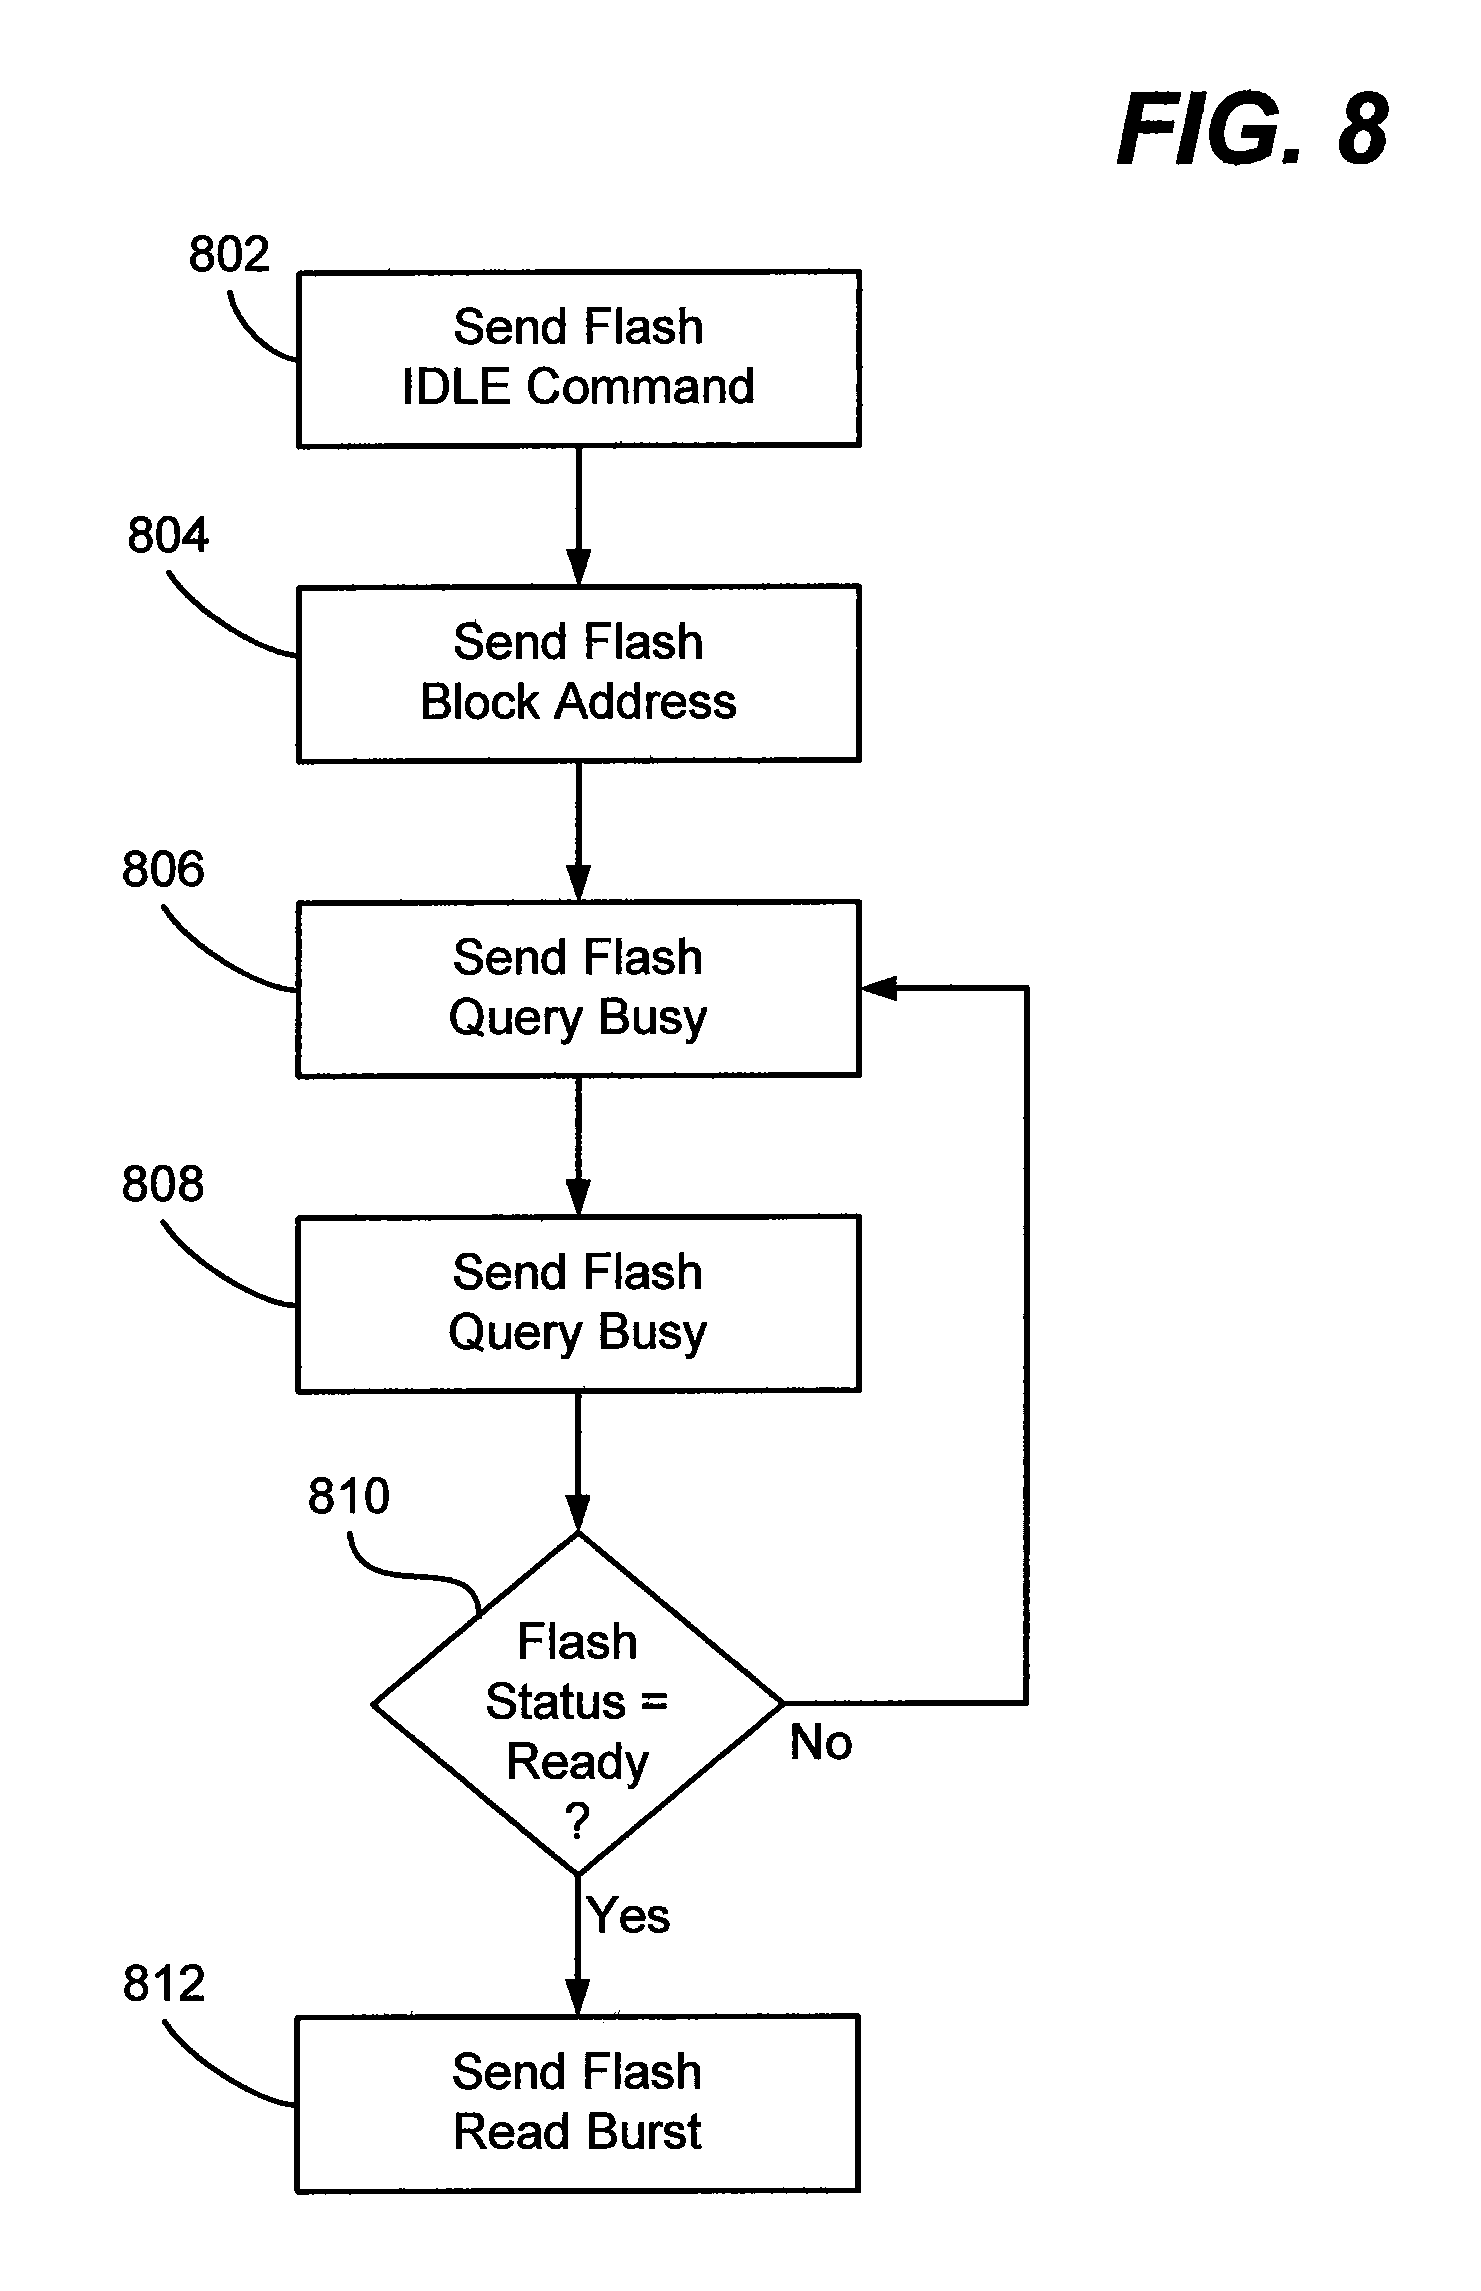 FIG. 8
802
Send Flash
IDLE Command
804
Send Flash
Block Address
806
Send Flash
Query Busy
808
Send Flash
Query Busy
810
Flash
Status =
Ready
?
No
Yes
812
Send Flash
Read Burst